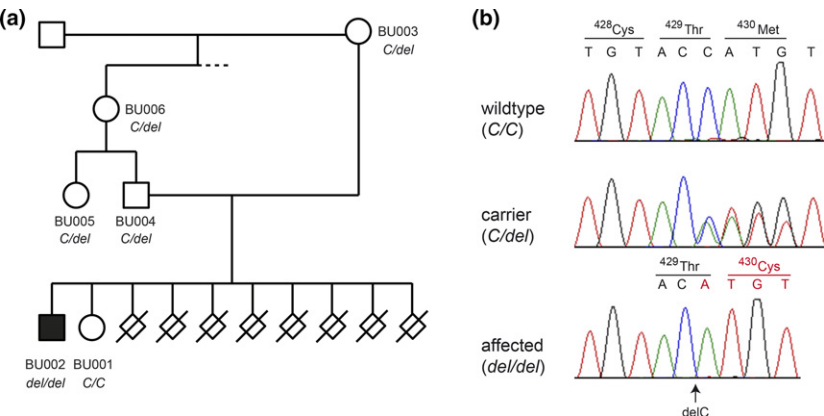 (a)
BU003
C/del
BU006
C/del
BU005
C/del
BU004
C/del
BU002
del/del
BU001
C/C
(b)
428Cys 429Thr 430Met
T G T A C C A T G T
wildtype
(C/C)
carrier
(C/del)
429Thr 430Cys
A C A T G T
affected
(del/del)
delC